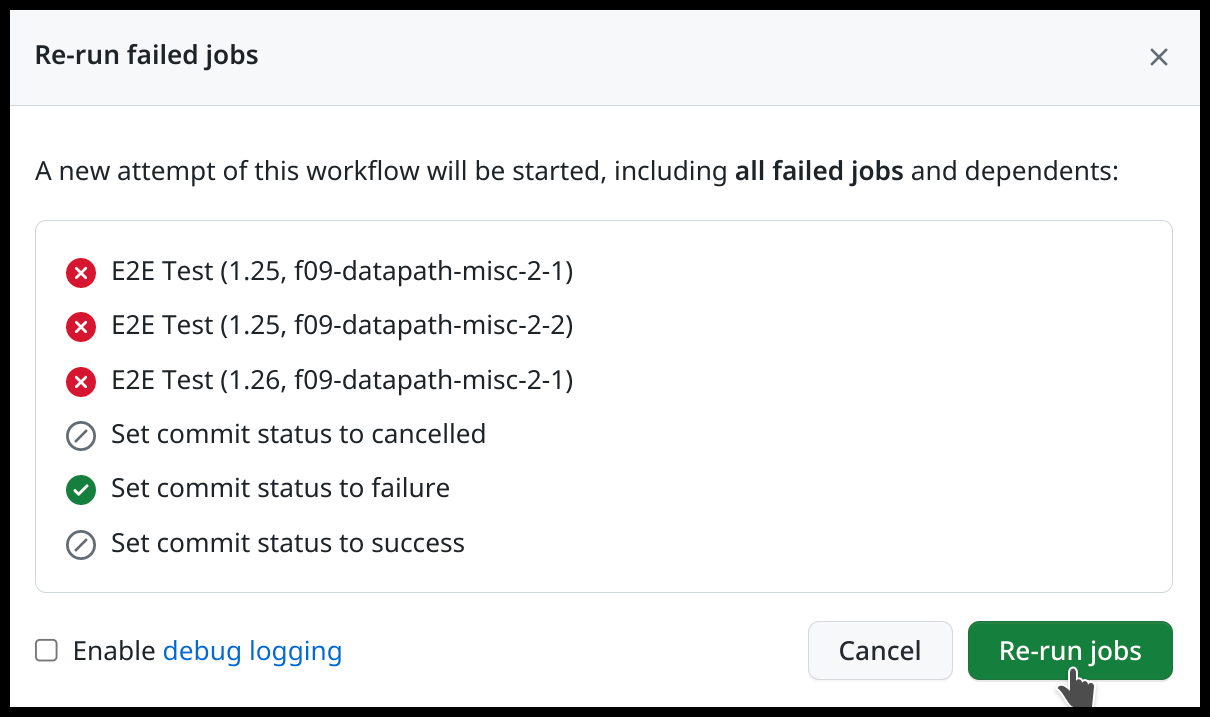 Re-run failed jobs
A new attempt of this workflow will be started, including all failed jobs and dependents:
E2E Test (1.25, f09-datapath-misc-2-1)
E2E Test (1.25, f09-datapath-misc-2-2)
E2E Test (1.26, f09-datapath-misc-2-1)
Set commit status to cancelled
Set commit status to failure
Set commit status to success
Enable debug logging
Cancel
Re-run jobs